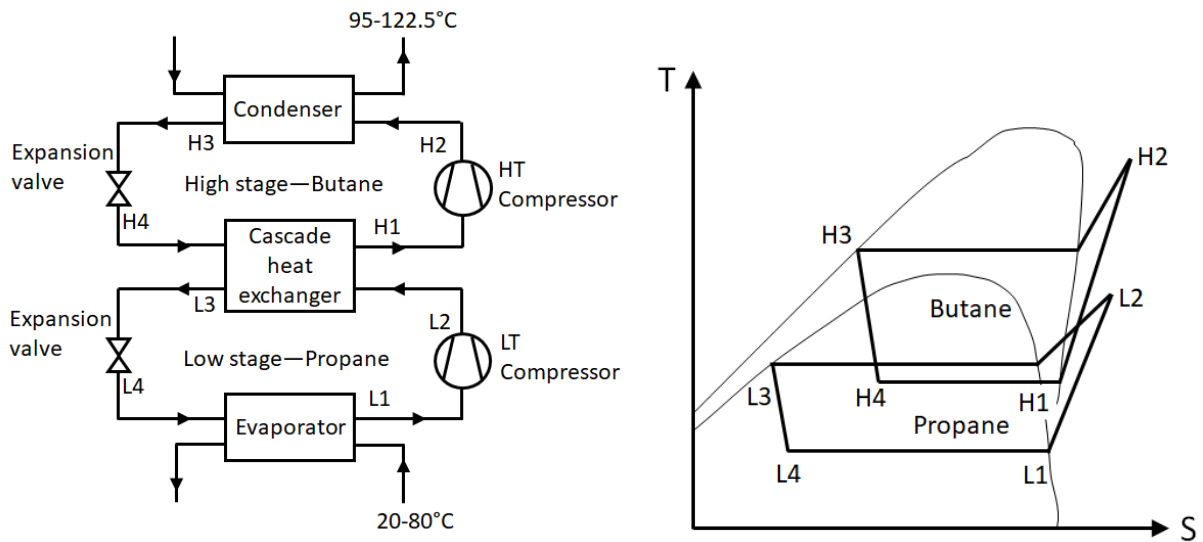 95-122.5°C
Condenser
H3
H2
Expansion
valve
High stage—Butane
HT
Compressor
H4
H1
Cascade
heat
exchanger
L3
L2
Expansion
valve
Low stage—Propane
LT
Compressor
L4
L1
Evaporator
20-80°C
T
H2
H3
L2
Butane
L3
H4
H1
Propane
L4
L1
S